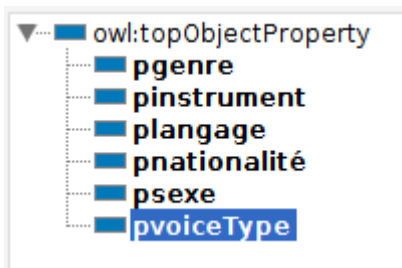 owl:topObjectProperty
pgenre
pinstrument
plangage
pnationalité
psexe
pvoiceType